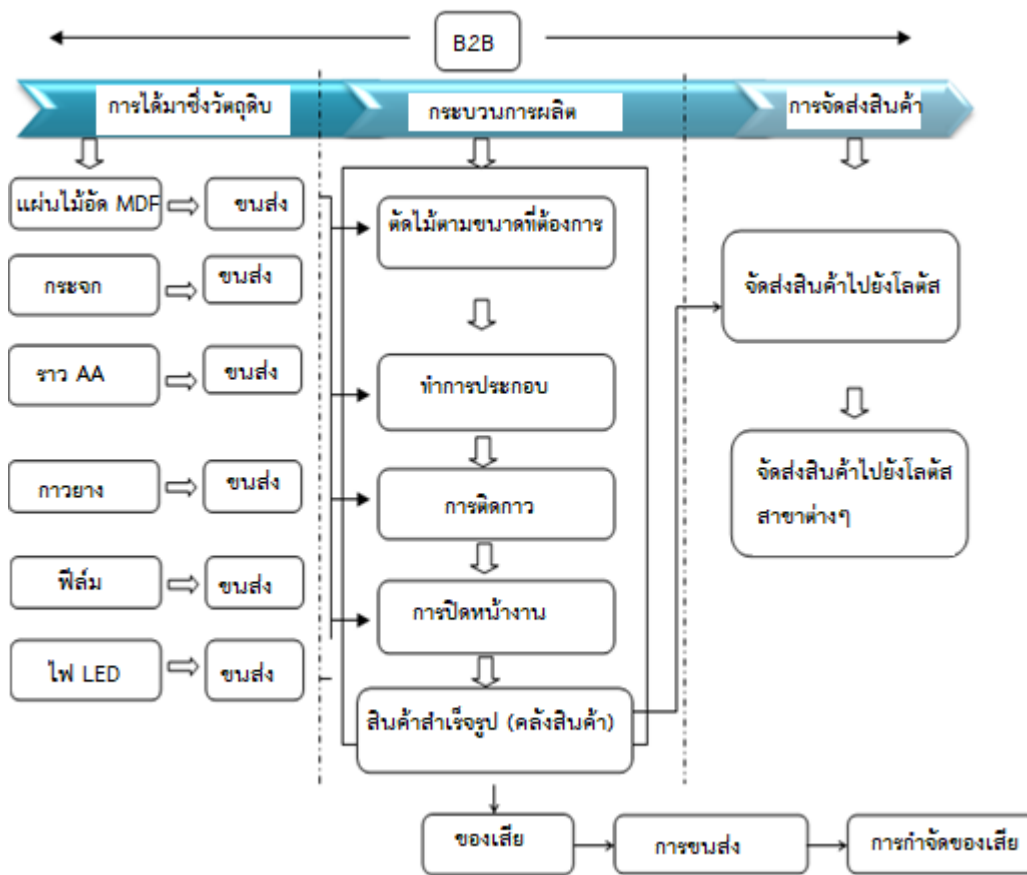 B2B
การได้มาซึ่งวัตถุดิบ
กระบวนการผลิต
การจัดส่งสินค้า
แผ่นไม้อัด MDF
ขนส่ง
กระจก
ขนส่ง
ราว AA
ขนส่ง
กาวยาง
ขนส่ง
ฟีล์ม
ขนส่ง
ไฟ LED
ขนส่ง
ตัดไม้ตามขนาดที่ต้องการ
ทำการประกอบ
การติดกาว
การปิดหน้างาน
สินค้าสำเร็จรูป (คลังสินค้า)
จัดส่งสินค้าไปยังโลตัส
จัดส่งสินค้าไปยังโลตัส
สาขาต่างๆ
ของเสีย
การขนส่ง
การกำจัดของเสีย